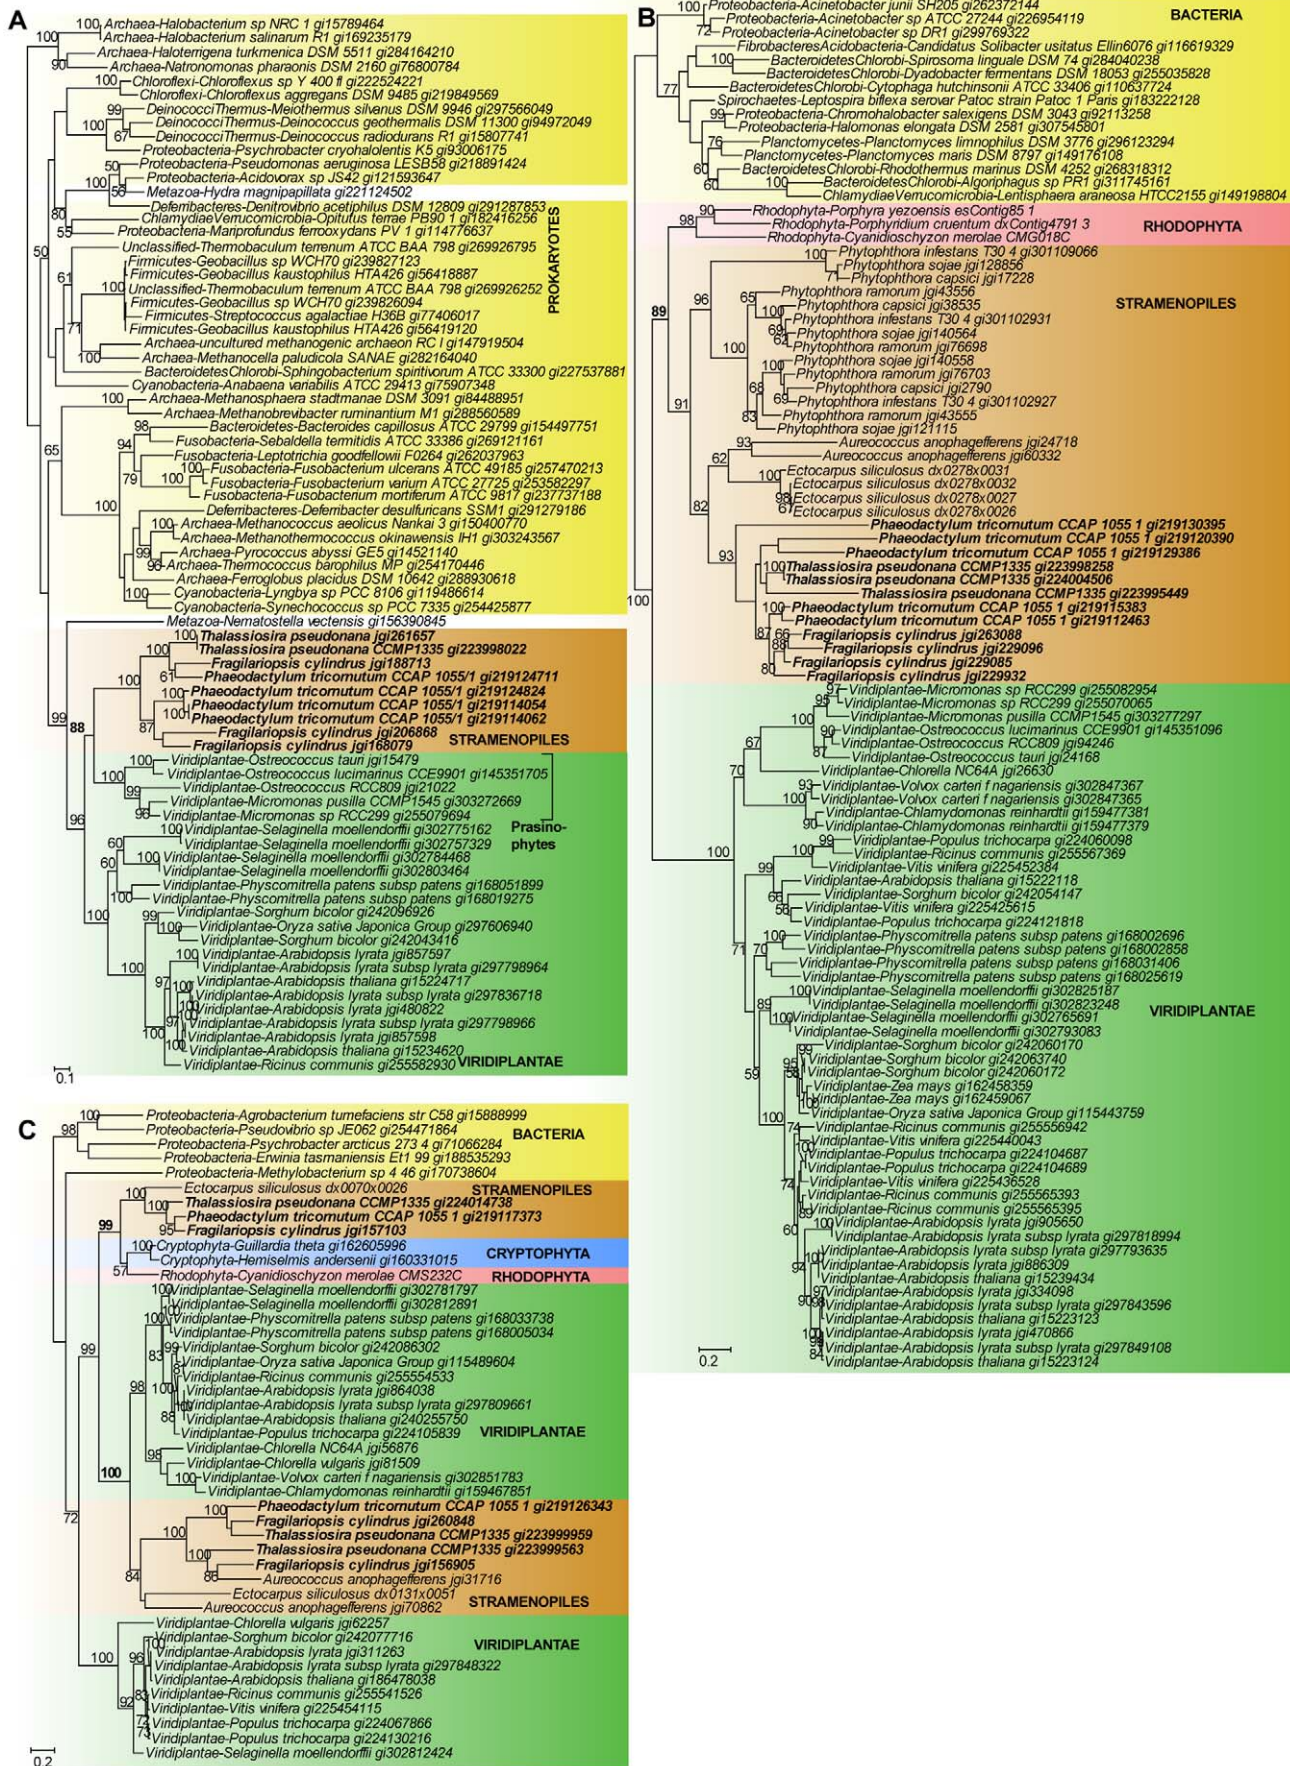 A
Archaea-Halobacterium sp NRC 1 gi15789464
Archaea-Halobacterium salinarum R1 gi169235179
Archaea-Haloterrigena turkmenica DSM 5511 gi284164210
Archaea-Natronomonas pharaonis DSM 2160 gi76800784
Chloroflexi-Chloroflexus sp Y 400 fl gi222524221
Chloroflexi-Chloroflexus aggregans DSM 9485 gi219849569
DeinococciThermus-Meiothermus silvanus DSM 9946 gi297566049
DeinococciThermus-Deinococcus geothermalis DSM 11300 gi94972049
DeinococciThermus-Deinococcus radiodurans R1 gi15807741
Proteobacteria-Psychrobacter cryohalolentis K5 gi93006175
Proteobacteria-Pseudomonas aeruginosa LESB58 gi218891424
Proteobacteria-Acidovorax sp JS42 gi121593647
Metazoa-Hydra magnipapillata gi221124502
Deferribacteres-Denitrovibrio acetiphilus DSM 12809 gi291287853
ChlamydiaeVerrucomicrobia-Opitutus terrae PB90 1 gi182416256
Proteobacteria-Mariprofundus ferrooxydans PV 1 gi114776637
Unclassified-Thermobaculum terrenum ATCC BAA 798 gi269926795
Firmicutes-Geobacillus sp WCH70 gi239827123
Firmicutes-Geobacillus kaustophilus HTA426 gi56418887
Unclassified-Thermobaculum terrenum ATCC BAA 798 gi269926252
Firmicutes-Geobacillus sp WCH70 gi239826094
Firmicutes-Streptococcus agalactiae H36B gi77406017
Firmicutes-Geobacillus kaustophilus HTA426 gi56419120
Archaea-uncultured methanogenic archaeon RC I gi147919504
Archaea-Methanocella paludicola SANAE gi282164040
BacteroidetesChlorobi-Sphingobacterium spiritivorum ATCC 33300 gi227537881
Cyanobacteria-Anabaena variabilis ATCC 29413 gi75907348
Archaea-Methanosphaera stadtmanae DSM 3091 gi84488951
Archaea-Methanobrevibacter ruminantium M1 gi288560589
Bacteroidetes-Bacteroides capillosus ATCC 29799 gi154497751
Fusobacteria-Sebaldella termitidis ATCC 33386 gi269121161
Fusobacteria-Leptotrichia goodfellowii F0264 gi262037963
Fusobacteria-Fusobacterium ulcerans ATCC 49185 gi257470213
Fusobacteria-Fusobacterium varium ATCC 27725 gi253582297
Fusobacteria-Fusobacterium mortiferum ATCC 9817 gi237737188
Deferribacteres-Deferribacter desulfuricans SSM1 gi291279186
Archaea-Methanococcus aeolicus Nankai 3 gi150400770
Archaea-Methanothermococcus okinawensis IH1 gi303243567
Archaea-Pyrococcus abyssi GE5 gi14521140
Archaea-Thermococcus barophilus MP gi254170446
Archaea-Ferroglobus placidus DSM 10642 gi288930618
Cyanobacteria-Lyngbya sp PCC 8106 gi119486614
Cyanobacteria-Synechococcus sp PCC 7335 gi254425877
PROKARYOTES
Metazoa-Nematostella vectensis gi156390845
Thalassiosira pseudonana jgi261657
Thalassiosira pseudonana CCMP1335 gi223998022
Fragilariopsis cylindrus jgi188713
Phaeodactylum tricornutum CCAP 1055/1 gi219124711
Phaeodactylum tricornutum CCAP 1055/1 gi219124824
Phaeodactylum tricornutum CCAP 1055/1 gi219114054
Phaeodactylum tricornutum CCAP 1055/1 gi219114062
Fragilariopsis cylindrus jgi206868
Fragilariopsis cylindrus jgi168079
STRAMENOPILES
Viridiplantae-Ostreococcus tauri jgi15479
Viridiplantae-Ostreococcus lucimarinus CCE9901 gi145351705
Viridiplantae-Ostreococcus RCC809 jgi21022
Viridiplantae-Micromonas pusilla CCMP1545 gi303272669
Viridiplantae-Micromonas sp RCC299 gi255079694
Prasino-
phytes
Viridiplantae-Selaginella moellendorffii gi302775162
Viridiplantae-Selaginella moellendorffii gi302757329
Viridiplantae-Selaginella moellendorffii gi302784468
Viridiplantae-Selaginella moellendorffii gi302803464
Viridiplantae-Physcomitrella patens subsp patens gi168051899
Viridiplantae-Physcomitrella patens subsp patens gi168019275
Viridiplantae-Sorghum bicolor gi242096926
Viridiplantae-Oryza sativa Japonica Group gi297606940
Viridiplantae-Sorghum bicolor gi242043416
Viridiplantae-Arabidopsis lyrata jgi857597
Viridiplantae-Arabidopsis lyrata subsp lyrata gi297798964
Viridiplantae-Arabidopsis thaliana gi15224717
Viridiplantae-Arabidopsis lyrata subsp lyrata gi297836718
Viridiplantae-Arabidopsis lyrata jgi480822
Viridiplantae-Arabidopsis lyrata subsp lyrata gi297798966
Viridiplantae-Arabidopsis lyrata jgi857598
Viridiplantae-Arabidopsis thaliana gi15234620
Viridiplantae-Ricinus communis gi255582930
VIRIDIPLANTAE
0.1
B
Proteobacteria-Acinetobacter junii SH205 gi262372144
Proteobacteria-Acinetobacter sp ATCC 27244 gi226954119
Proteobacteria-Acinetobacter sp DR1 gi299769322
BACTERIA
FibrobacteresAcidobacteria-Candidatus Solibacter usitatus Ellin6076 gi116619329
BacteroidetesChlorobi-Spirosoma linguale DSM 74 gi284040238
BacteroidetesChlorobi-Dyadobacter fermentans DSM 18053 gi255035828
BacteroidetesChlorobi-Cytophaga hutchinsonii ATCC 33406 gi110637724
Spirochaetes-Leptospira biflexa serovar Patoc strain Patoc 1 Paris gi183222128
Proteobacteria-Chromohalobacter salexigens DSM 3043 gi92113258
Proteobacteria-Halomonas elongata DSM 2581 gi307545801
Planctomycetes-Planctomyces limnophilus DSM 3776 gi296123294
Planctomycetes-Planctomyces maris DSM 8797 gi149176108
BacteroidetesChlorobi-Rhodothermus marinus DSM 4252 gi268318312
BacteroidetesChlorobi-Algoriphagus sp PR1 gi311745161
ChlamydiaeVerrucomicrobia-Lentisphaera araneosa HTCC2155 gi149198804
Rhodophyta-Porphyra yezoensis esContig85 1
Rhodophyta-Porphyridium cruentum dxContig4791 3
Rhodophyta-Cyanidioschyzon merolae CMG018C
RHODOPHYTA
Phytophthora infestans T30 4 gi301109066
Phytophthora sojae jgi128856
Phytophthora capsici jgi17228
Phytophthora ramorum jgi43556
Phytophthora capsici jgi38535
Phytophthora infestans T30 4 gi301102931
Phytophthora sojae jgi140564
Phytophthora ramorum jgi76698
Phytophthora sojae jgi140558
Phytophthora ramorum jgi76703
Phytophthora capsici jgi2790
Phytophthora infestans T30 4 gi301102927
Phytophthora ramorum jgi43555
Phytophthora sojae jgi121115
STRAMENOPILES
Aureococcus anophagefferens jgi24718
Aureococcus anophagefferens jgi60332
Ectocarpus siliculosus dx0278x0031
Ectocarpus siliculosus dx0278x0032
Ectocarpus siliculosus dx0278x0027
Ectocarpus siliculosus dx0278x0026
Phaeodactylum tricornutum CCAP 1055 1 gi219130395
Phaeodactylum tricornutum CCAP 1055 1 gi219120390
Phaeodactylum tricornutum CCAP 1055 1 gi219129386
Thalassiosira pseudonana CCMP1335 gi223998258
Thalassiosira pseudonana CCMP1335 gi224004506
Thalassiosira pseudonana CCMP1335 gi223995449
Phaeodactylum tricornutum CCAP 1055 1 gi219115383
Phaeodactylum tricornutum CCAP 1055 1 gi219112463
Fragilariopsis cylindrus jgi263088
Fragilariopsis cylindrus jgi229096
Fragilariopsis cylindrus jgi229085
Fragilariopsis cylindrus jgi229932
Viridiplantae-Micromonas sp RCC299 gi255082954
Viridiplantae-Micromonas sp RCC299 gi255070065
Viridiplantae-Micromonas pusilla CCMP1545 gi303277297
Viridiplantae-Ostreococcus lucimarinus CCE9901 gi145351096
Viridiplantae-Ostreococcus RCC809 jgi94246
Viridiplantae-Ostreococcus tauri jgi24168
Viridiplantae-Chlorella NC64A jgi26630
Viridiplantae-Volvox carteri f nagariensis gi302847367
Viridiplantae-Volvox carteri f nagariensis gi302847365
Viridiplantae-Chlamydomonas reinhardtii gi159477381
Viridiplantae-Chlamydomonas reinhardtii gi159477379
Viridiplantae-Populus trichocarpa gi224060098
Viridiplantae-Ricinus communis gi255567369
Viridiplantae-Vitis vinifera gi225452384
Viridiplantae-Arabidopsis thaliana gi15222118
Viridiplantae-Sorghum bicolor gi242054147
Viridiplantae-Vitis vinifera gi225425615
Viridiplantae-Populus trichocarpa gi224121818
Viridiplantae-Physcomitrella patens subsp patens gi168002696
Viridiplantae-Physcomitrella patens subsp patens gi168002858
Viridiplantae-Physcomitrella patens subsp patens gi168031406
Viridiplantae-Physcomitrella patens subsp patens gi168025619
Viridiplantae-Selaginella moellendorffii gi302825187
Viridiplantae-Selaginella moellendorffii gi302823248
Viridiplantae-Selaginella moellendorffii gi302765691
Viridiplantae-Selaginella moellendorffii gi302793083
VIRIDIPLANTAE
Viridiplantae-Sorghum bicolor gi242060170
Viridiplantae-Sorghum bicolor gi242063740
Viridiplantae-Sorghum bicolor gi242060172
Viridiplantae-Zea mays gi162458359
Viridiplantae-Zea mays gi162459067
Viridiplantae-Oryza sativa Japonica Group gi115443759
Viridiplantae-Ricinus communis gi255556942
Viridiplantae-Vitis vinifera gi225440043
Viridiplantae-Populus trichocarpa gi224104687
Viridiplantae-Populus trichocarpa gi224104689
Viridiplantae-Vitis vinifera gi225436528
Viridiplantae-Ricinus communis gi255565393
Viridiplantae-Ricinus communis gi255565395
Viridiplantae-Arabidopsis lyrata jgi905650
Viridiplantae-Arabidopsis lyrata subsp lyrata gi297818994
Viridiplantae-Arabidopsis lyrata subsp lyrata gi297793635
Viridiplantae-Arabidopsis lyrata jgi886309
Viridiplantae-Arabidopsis thaliana gi15239434
Viridiplantae-Arabidopsis lyrata jgi334098
Viridiplantae-Arabidopsis lyrata subsp lyrata gi297843596
Viridiplantae-Arabidopsis thaliana gi15223123
Viridiplantae-Arabidopsis lyrata jgi470866
Viridiplantae-Arabidopsis lyrata subsp lyrata gi297849108
Viridiplantae-Arabidopsis thaliana gi15223124
0.2
C
Proteobacteria-Agrobacterium tumefaciens str C58 gi15888999
Proteobacteria-Pseudovibrio sp JE062 gi254471864
Proteobacteria-Psychrobacter arcticus 273 4 gi71066284
Proteobacteria-Erwinia tasmaniensis Et1 99 gi188535293
Proteobacteria-Methylobacterium sp 4 46 gi170738604
BACTERIA
Ectocarpus siliculosus dx0070x0026
STRAMENOPILES
Thalassiosira pseudonana CCMP1335 gi224014738
Phaeodactylum tricornutum CCAP 1055 1 gi219117373
Fragilariopsis cylindrus jgi157103
Cryptophyta-Guillardia theta gi162605996
Cryptophyta-Hemiselmis andersenii gi160331015
CRYPTOPHYTA
Rhodophyta-Cyanidioschyzon merolae CMS232C
RHODOPHYTA
Viridiplantae-Selaginella moellendorffii gi302781797
Viridiplantae-Selaginella moellendorffii gi302812891
Viridiplantae-Physcomitrella patens subsp patens gi168033738
Viridiplantae-Physcomitrella patens subsp patens gi168005034
Viridiplantae-Sorghum bicolor gi242086302
Viridiplantae-Oryza sativa Japonica Group gi115489604
Viridiplantae-Ricinus communis gi255554533
Viridiplantae-Arabidopsis lyrata jgi864038
Viridiplantae-Arabidopsis lyrata subsp lyrata gi297809661
Viridiplantae-Arabidopsis thaliana gi240255750
Viridiplantae-Populus trichocarpa gi224105839
VIRIDIPLANTAE
Viridiplantae-Chlorella NC64A jgi56876
Viridiplantae-Chlorella vulgaris jgi81509
Viridiplantae-Volvox carteri f nagariensis gi302851783
Viridiplantae-Chlamydomonas reinhardtii gi159467851
Phaeodactylum tricornutum CCAP 1055 1 gi219126343
Fragilariopsis cylindrus jgi260848
Thalassiosira pseudonana CCMP1335 gi223999959
Thalassiosira pseudonana CCMP1335 gi223999563
Fragilariopsis cylindrus jgi156905
Aureococcus anophagefferens jgi31716
Ectocarpus siliculosus dx0131x0051
Aureococcus anophagefferens jgi70862
STRAMENOPILES
Viridiplantae-Chlorella vulgaris jgi62257
Viridiplantae-Sorghum bicolor gi242077716
Viridiplantae-Arabidopsis lyrata jgi311263
Viridiplantae-Arabidopsis lyrata subsp lyrata gi297848322
Viridiplantae-Arabidopsis thaliana gi186478038
Viridiplantae-Ricinus communis gi255541526
Viridiplantae-Vitis vinifera gi225454115
Viridiplantae-Populus trichocarpa gi224067866
Viridiplantae-Populus trichocarpa gi224130216
Viridiplantae-Selaginella moellendorffii gi302812424
VIRIDIPLANTAE
0.2